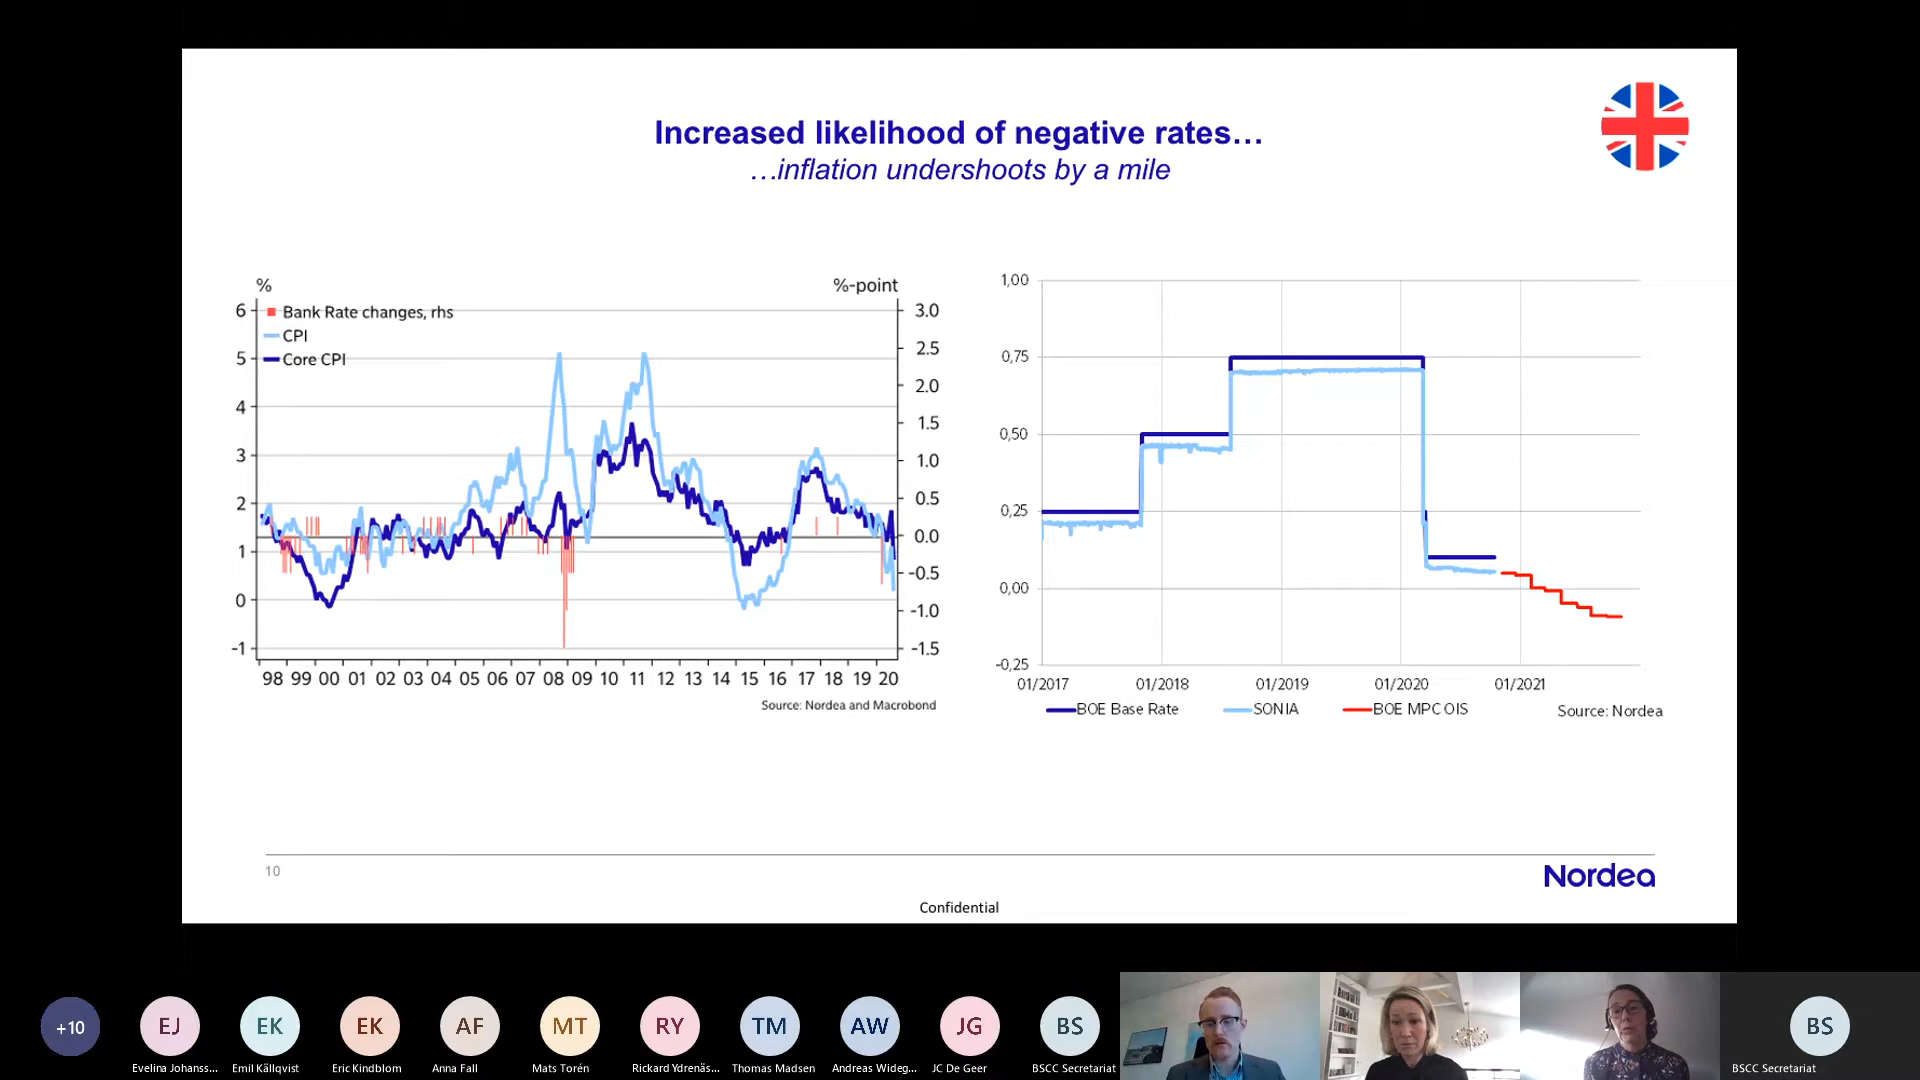 Increased likelihood of negative rates…
…inflation undershoots by a mile
% %-point
Bank Rate changes, rhs
CPI
Core CPI
6
5
4
3
2
1
0
-1
3.0
2.5
2.0
1.5
1.0
0.5
0.0
-0.5
-1.0
-1.5
98 99 00 01 02 03 04 05 06 07 08 09 10 11 12 13 14 15 16 17 18 19 20
Source: Nordea and Macrobond
1,00
0,75
0,50
0,25
0,00
-0,25
01/2017 01/2018 01/2019 01/2020 01/2021
BOE Base Rate SONIA BOE MPC OIS
Source: Nordea
10
Nordea
Confidential
+10 EJ EK EK AF MT RY TM AW JG BS BS
Evelina Johanss... Emil Källqvist Eric Kindblom Anna Fall Mats Torén Rickard Ydrenäs... Thomas Madsen Andreas Wideg... JC De Geer BSCC Secretariat BSCC Secretariat